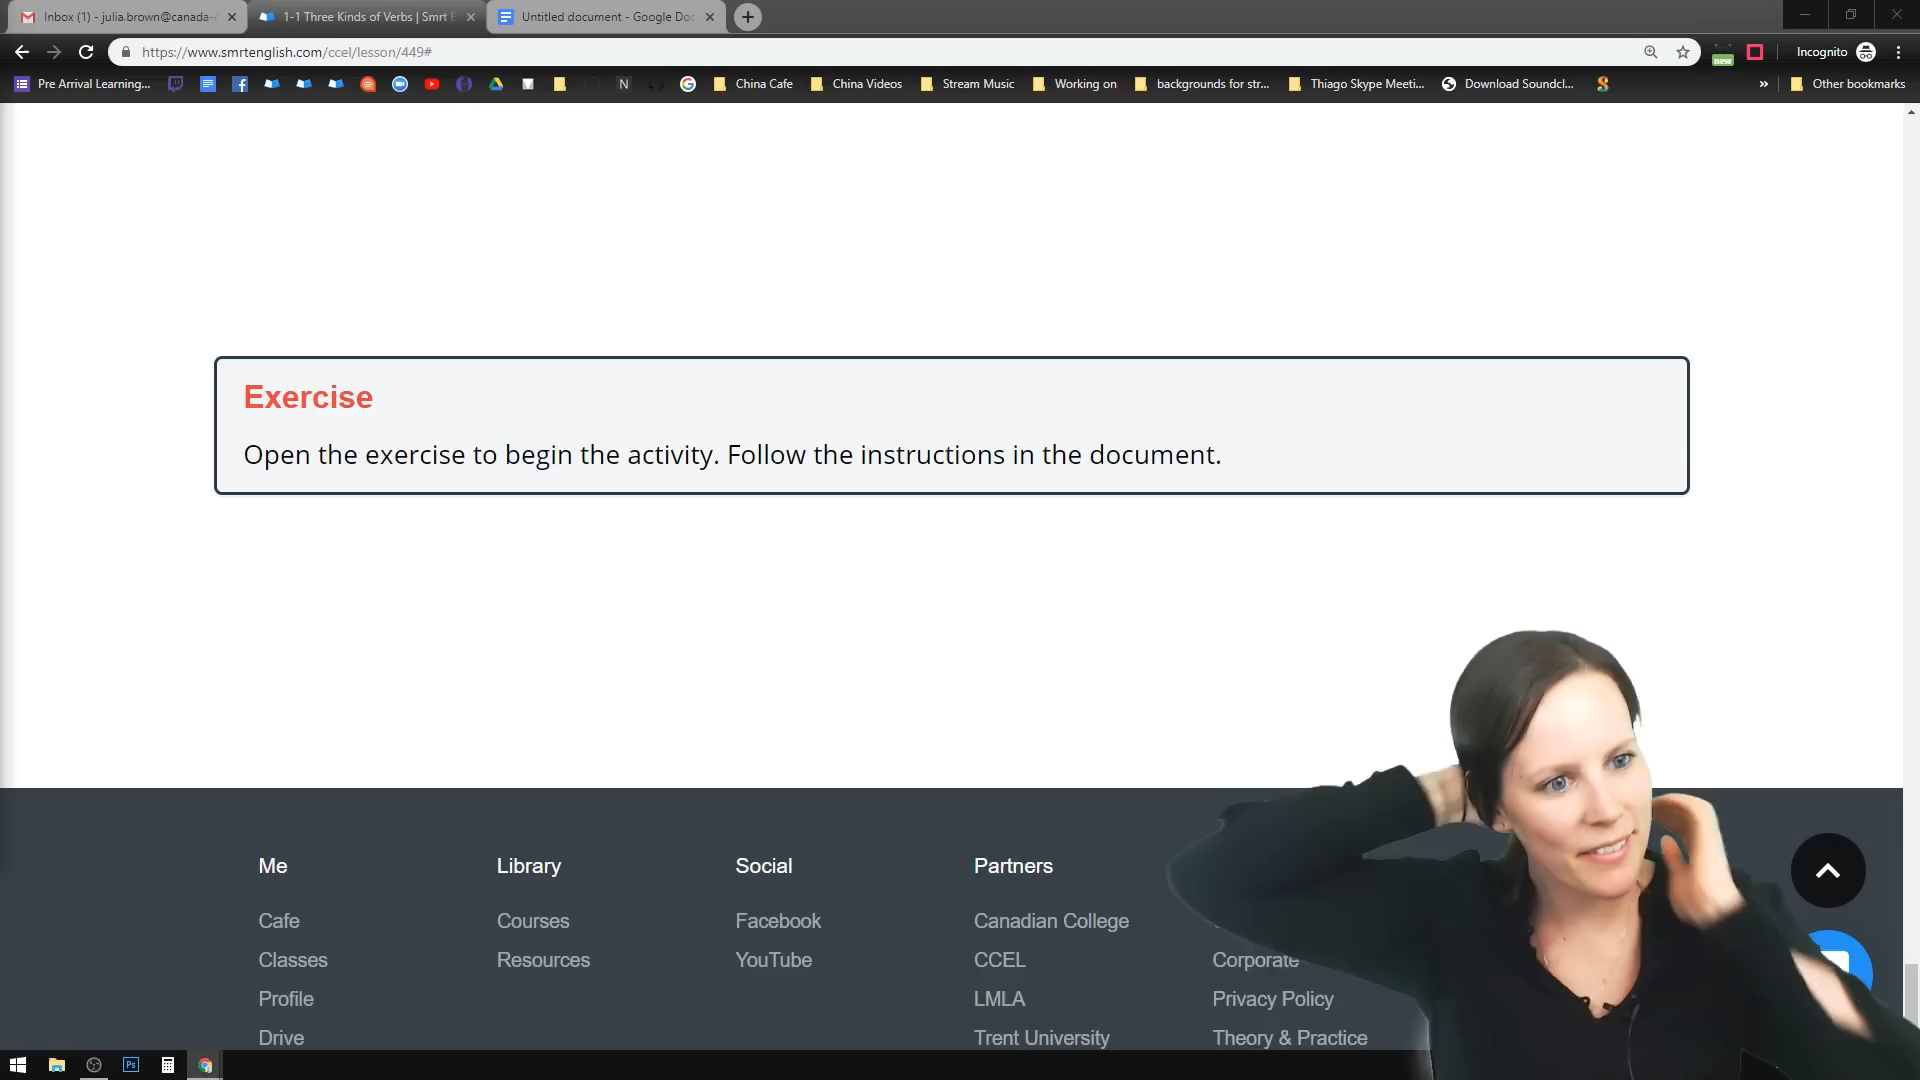 Inbox (1) - julia.brown@canada-e
1-1 Three Kinds of Verbs | Smrt E
Untitled document - Google Doc
https://www.smrtenglish.com/ccel/lesson/449#
new
Incognito
Pre Arrival Learning...
N
China Cafe
China Videos
Stream Music
Working on
backgrounds for str...
Thiago Skype Meeti...
Download Soundcl...
»
Other bookmarks
Exercise
Open the exercise to begin the activity. Follow the instructions in the document.
Me
Library
Social
Partners
Cafe
Courses
Facebook
Canadian College
Classes
Resources
YouTube
CCEL
Corporate
Profile
LMLA
Privacy Policy
Drive
Trent University
Theory & Practice
Ps